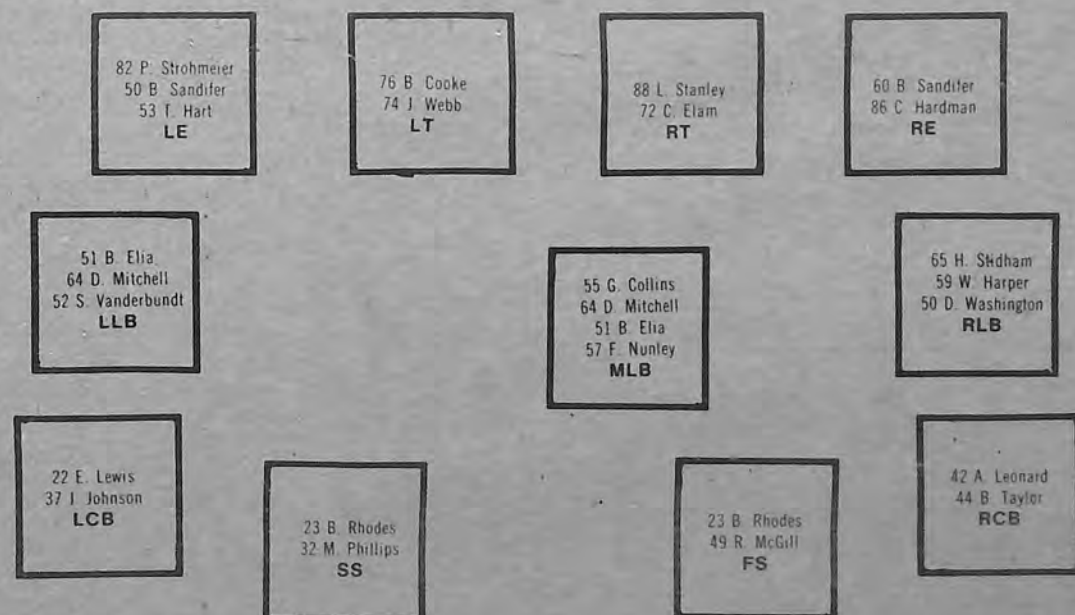 82 P. Strohmeier
50 B Sandifer
53 T. Hart
LE
76 B Cooke
74 J Webb
LT
88 L. Stanley
72 C. Elam
RT
60 B Sandifer
86 C Hardman
RE
51 B. Elia
64 D. Mitchell
52 S. Vanderbundt
LLB
55 G. Collins
64 D. Mitchell
51 B. Elia
57 F. Nunley
MLB
65 H. Stidham
59 W. Harper
50 D. Washington
RLB
22 E. Lewis
37 J. Johnson
LCB
23 B. Rhodes
32 M. Phillips
SS
23 B. Rhodes
49 R. McGill
FS
42 A. Leonard
44 B. Taylor
RCB